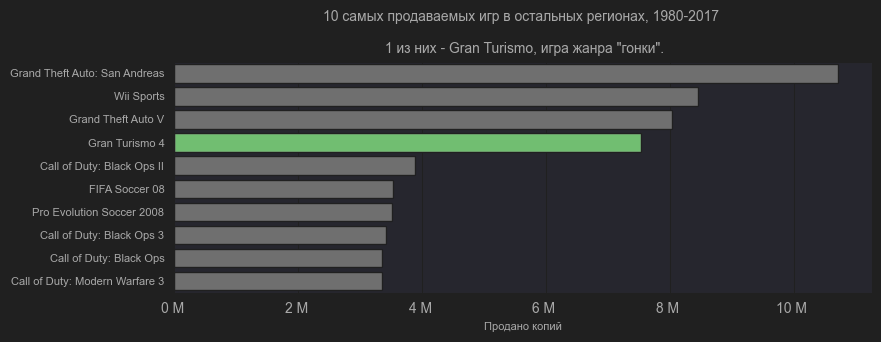 10 самых продаваемых игр в остальных регионах, 1980-2017
1 из них - Gran Turismo, игра жанра "гонки".
Grand Theft Auto: San Andreas
Wii Sports
Grand Theft Auto V
Gran Turismo 4
Call of Duty: Black Ops II
FIFA Soccer 08
Pro Evolution Soccer 2008
Call of Duty: Black Ops 3
Call of Duty: Black Ops
Call of Duty: Modern Warfare 3
0 M 2 M 4 M 6 M 8 M 10 M
Продано копий